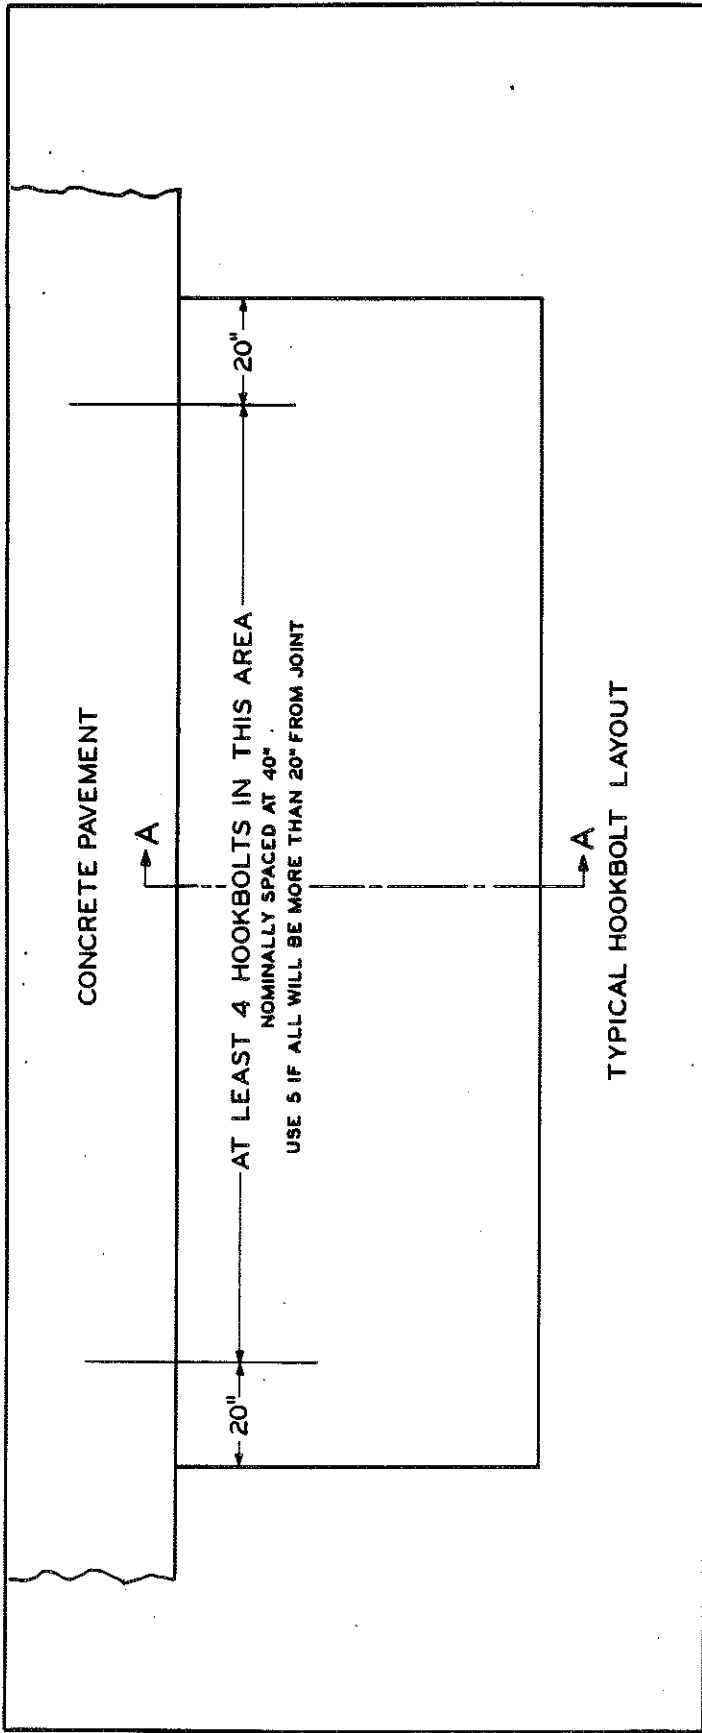 CONCRETE PAVEMENT
A
20"
AT LEAST 4 HOOKBOLTS IN THIS AREA
20"
NOMINALLY SPACED AT 40"
USE 5 IF ALL WILL BE MORE THAN 20" FROM JOINT
A
TYPICAL HOOKBOLT LAYOUT